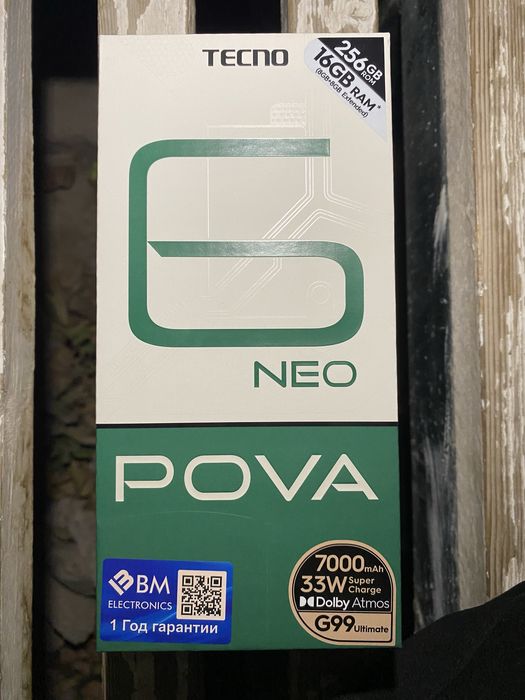 TECNO
256GB
ROM
16GB RAM*
(8GB+8GB Extended)
6
NEO
POVA
BM
ELECTRONICS
1 Год гарантии
7000mAh
33W Super
Charge
Dolby Atmos
G99 Ultimate